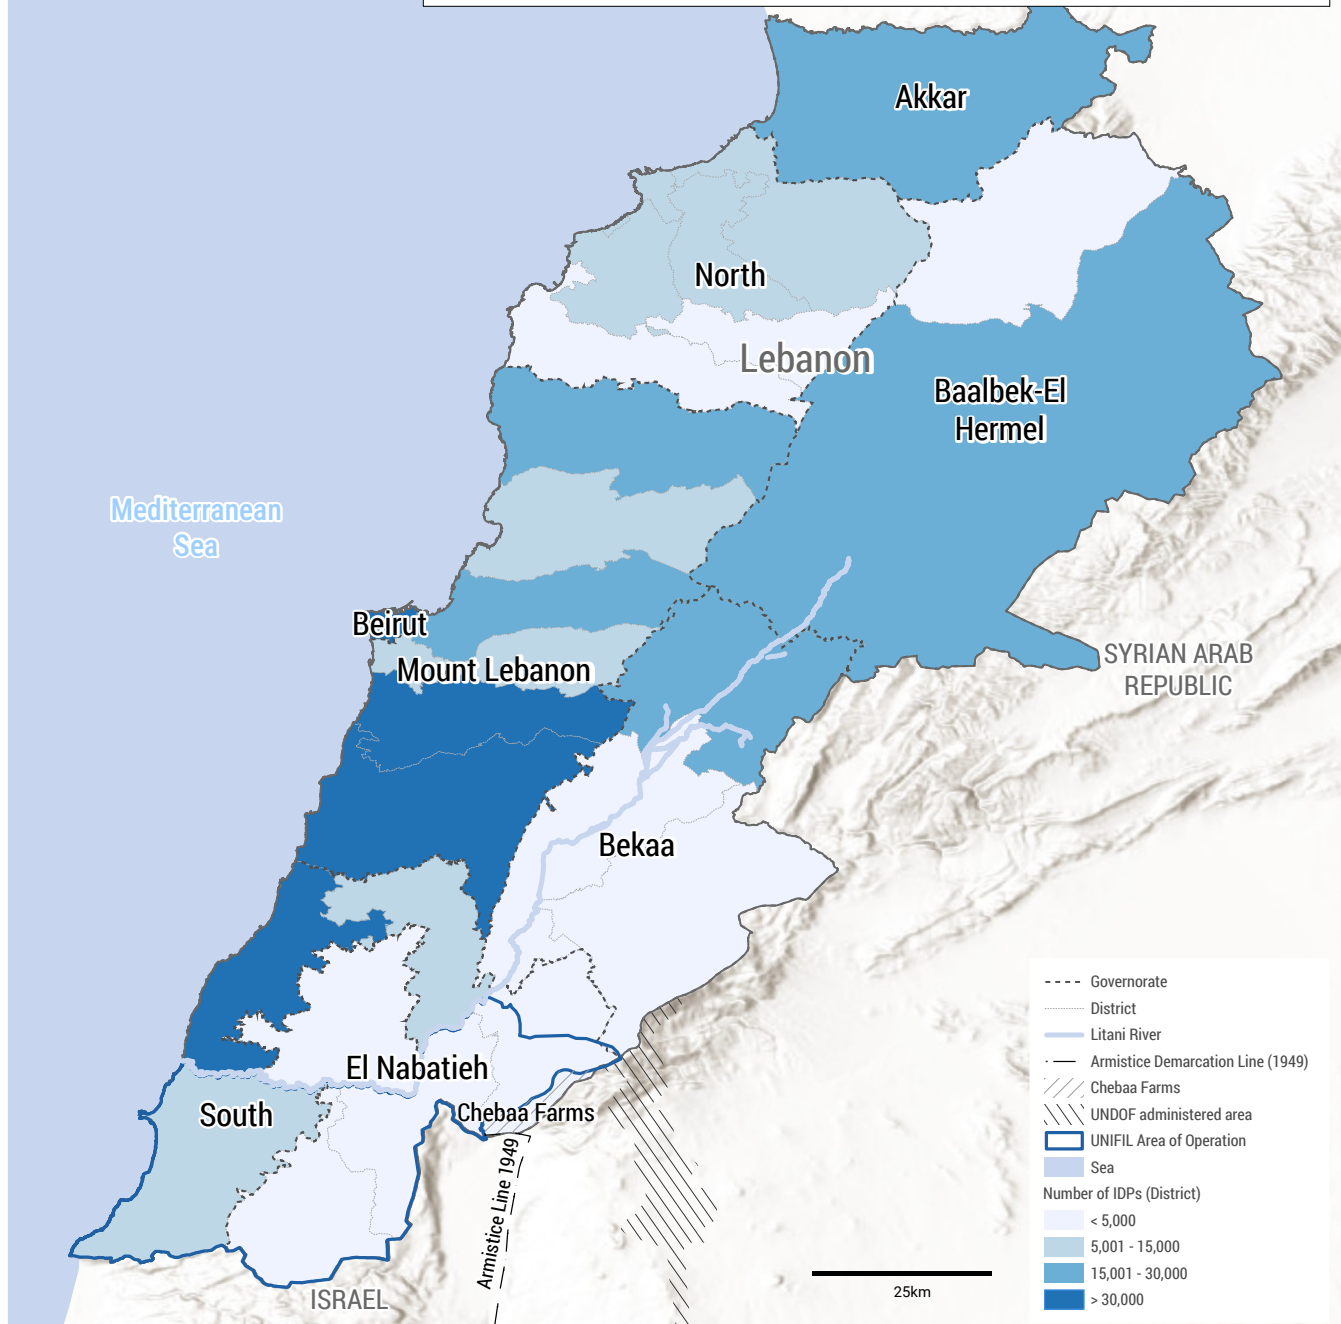 Akkar
North
Lebanon
Baalbek-El
Hermel
Mediterranean
Sea
Beirut
Mount Lebanon
SYRIAN ARAB
REPUBLIC
Bekaa
El Nabatieh
South
Chebaa Farms
Armistice Line 1949
ISRAEL
Governorate
District
Litani River
Armistice Demarcation Line (1949)
Chebaa Farms
UNDOF administered area
UNIFIL Area of Operation
Sea
Number of IDPs (District)
< 5,000
5,001 - 15,000
15,001 - 30,000
> 30,000
25km